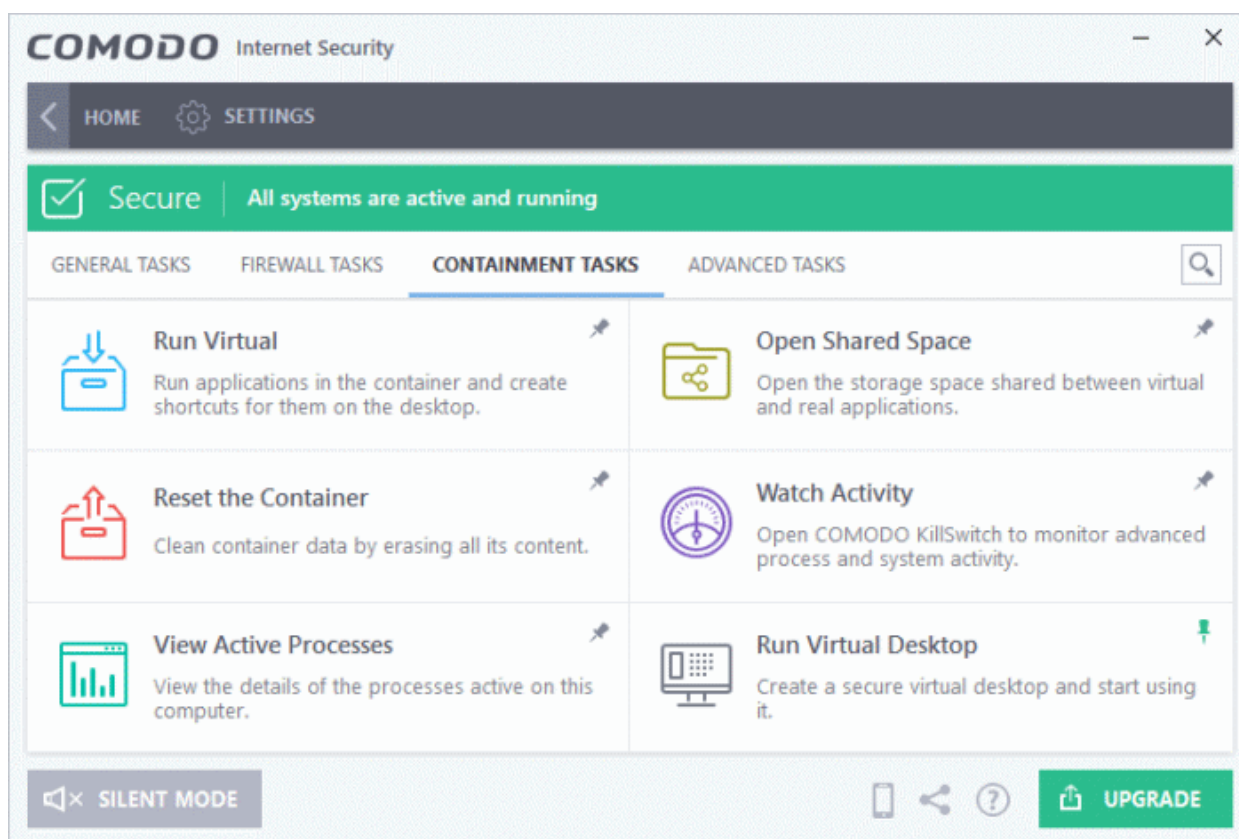 COMODO Internet Security
HOME SETTINGS
Secure All systems are active and running
GENERAL TASKS FIREWALL TASKS CONTAINMENT TASKS ADVANCED TASKS
Run Virtual
Run applications in the container and create
shortcuts for them on the desktop.
Open Shared Space
Open the storage space shared between virtual
and real applications.
Reset the Container
Clean container data by erasing all its content.
Watch Activity
Open COMODO KillSwitch to monitor advanced
process and system activity.
View Active Processes
View the details of the processes active on this
computer.
Run Virtual Desktop
Create a secure virtual desktop and start using
it.
SILENT MODE
?
UPGRADE